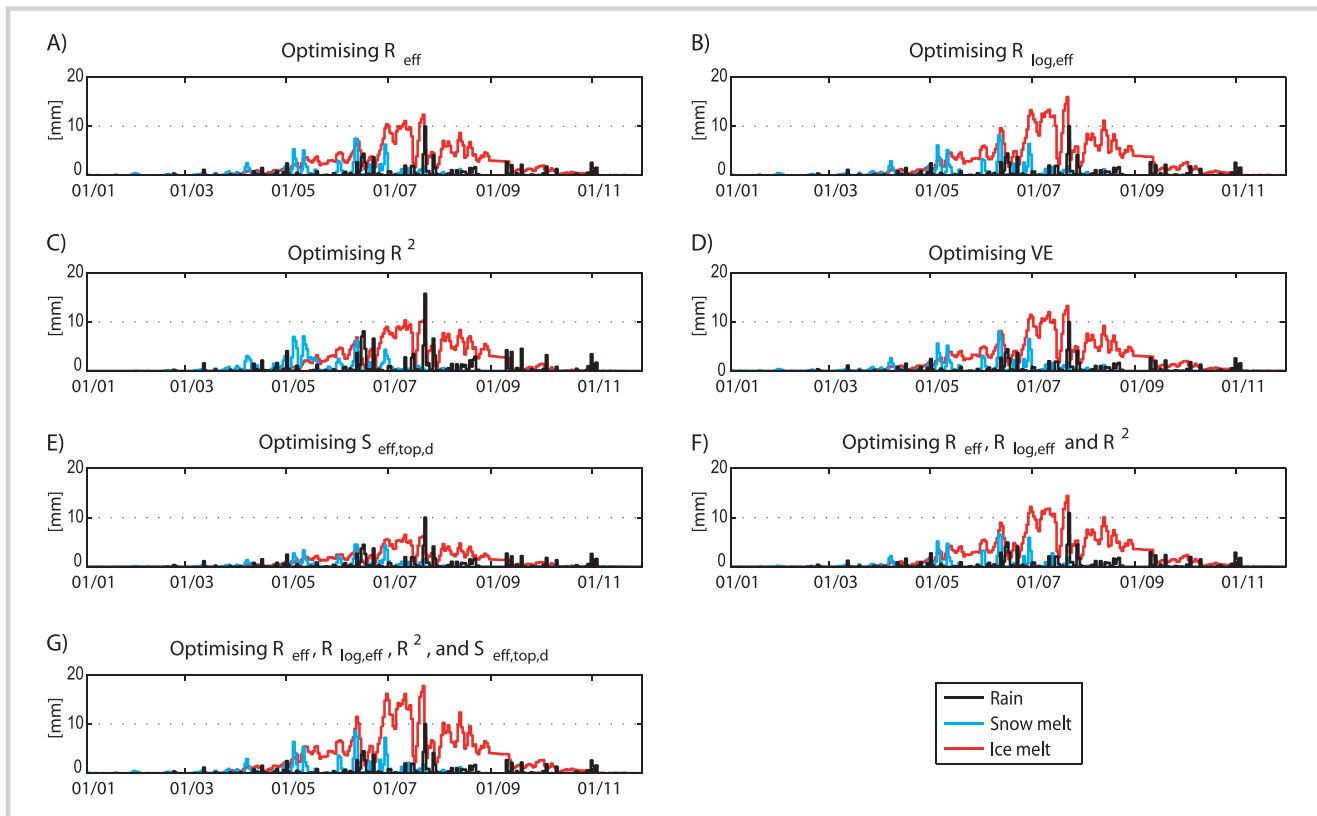 A)
Optimising R eff
20
10
0
[mm]
01/01 01/03 01/05 01/07 01/09 01/11
B)
Optimising R log,eff
20
10
0
[mm]
01/01 01/03 01/05 01/07 01/09 01/11
C)
Optimising R 2
20
10
0
[mm]
01/01 01/03 01/05 01/07 01/09 01/11
D)
Optimising VE
20
10
0
[mm]
01/01 01/03 01/05 01/07 01/09 01/11
E)
Optimising S eff,top,d
20
10
0
[mm]
01/01 01/03 01/05 01/07 01/09 01/11
F)
Optimising R eff, R log,eff and R 2
20
10
0
[mm]
01/01 01/03 01/05 01/07 01/09 01/11
G)
Optimising R eff, R log,eff, R 2, and S eff,top,d
20
10
0
[mm]
01/01 01/03 01/05 01/07 01/09 01/11
Rain
Snow melt
Ice melt